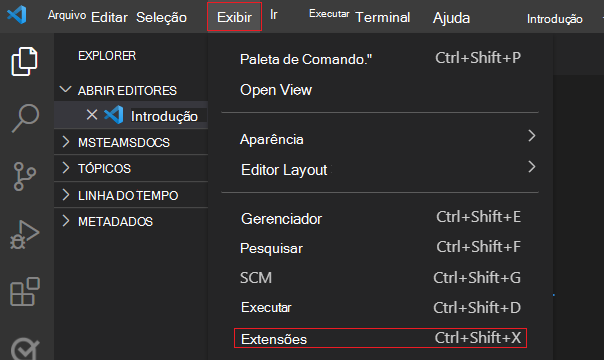 Arquivo Editar Seleção Exibir Ir Executar Terminal Ajuda Introdução
EXPLORER
ABRIR EDITORES
Introdução
MSTEAMSDOCS
TÓPICOS
LINHA DO TEMPO
METADADOS
Paleta de Comando." Ctrl+Shift+P
Open View
Aparência
Editor Layout
Gerenciador Ctrl+Shift+E
Pesquisar Ctrl+Shift+F
SCM Ctrl+Shift+G
Executar Ctrl+Shift+D
Extensões Ctrl+Shift+X